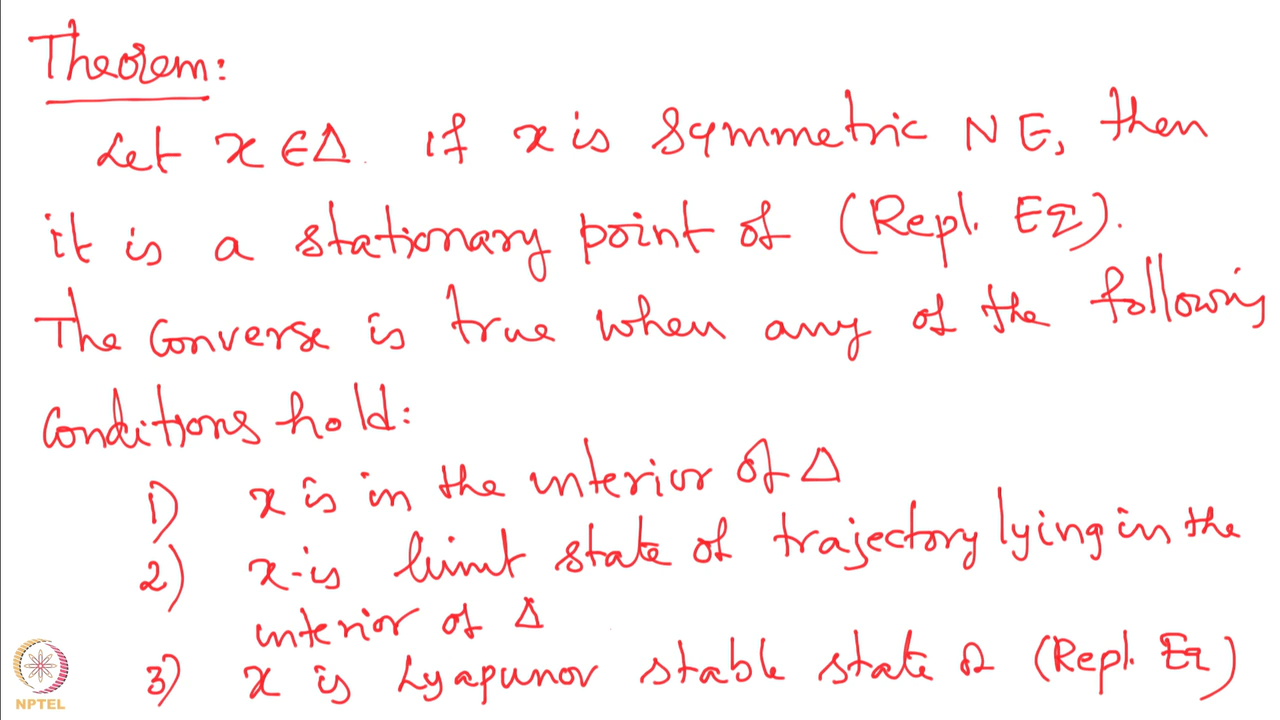 Theorem:
Let x ∈ Δ. if x is symmetric NE, then
it is a stationary point of (Repl. Eq).
The Converse is true when any of the following
Conditions hold:
1) x is in the interior of Δ
2) x is limit state of trajectory lying in the
interior of Δ
3) x is Lyapunov stable state of (Repl. Eq)
NPTEL